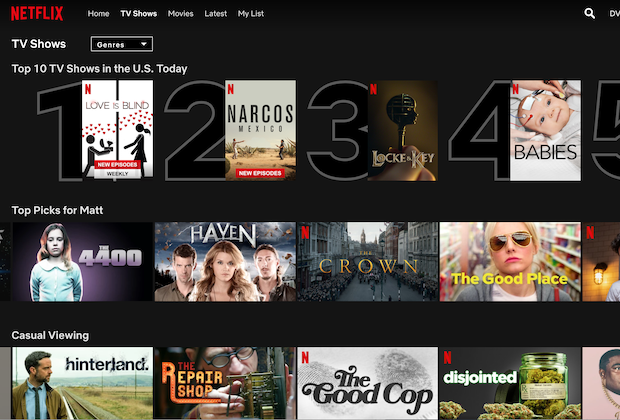 NETFLIX
Home TV Shows Movies Latest My List DV
TV Shows
Genres
Top 10 TV Shows in the U.S. Today
1
N
LOVE IS BLIND
NEW EPISODES
WEEKLY
2
N
NARCOS
MEXICO
NEW EPISODES
3
N
LOCKE & KEY
4
N
BABIES
5
Top Picks for Matt
THE
4400
HAVEN
N
THE
CROWN
N
The Good Place
N
Casual Viewing
hinterland.
THE
REPAIR
SHOP
N
The
Good Cop
N
disjointed
N